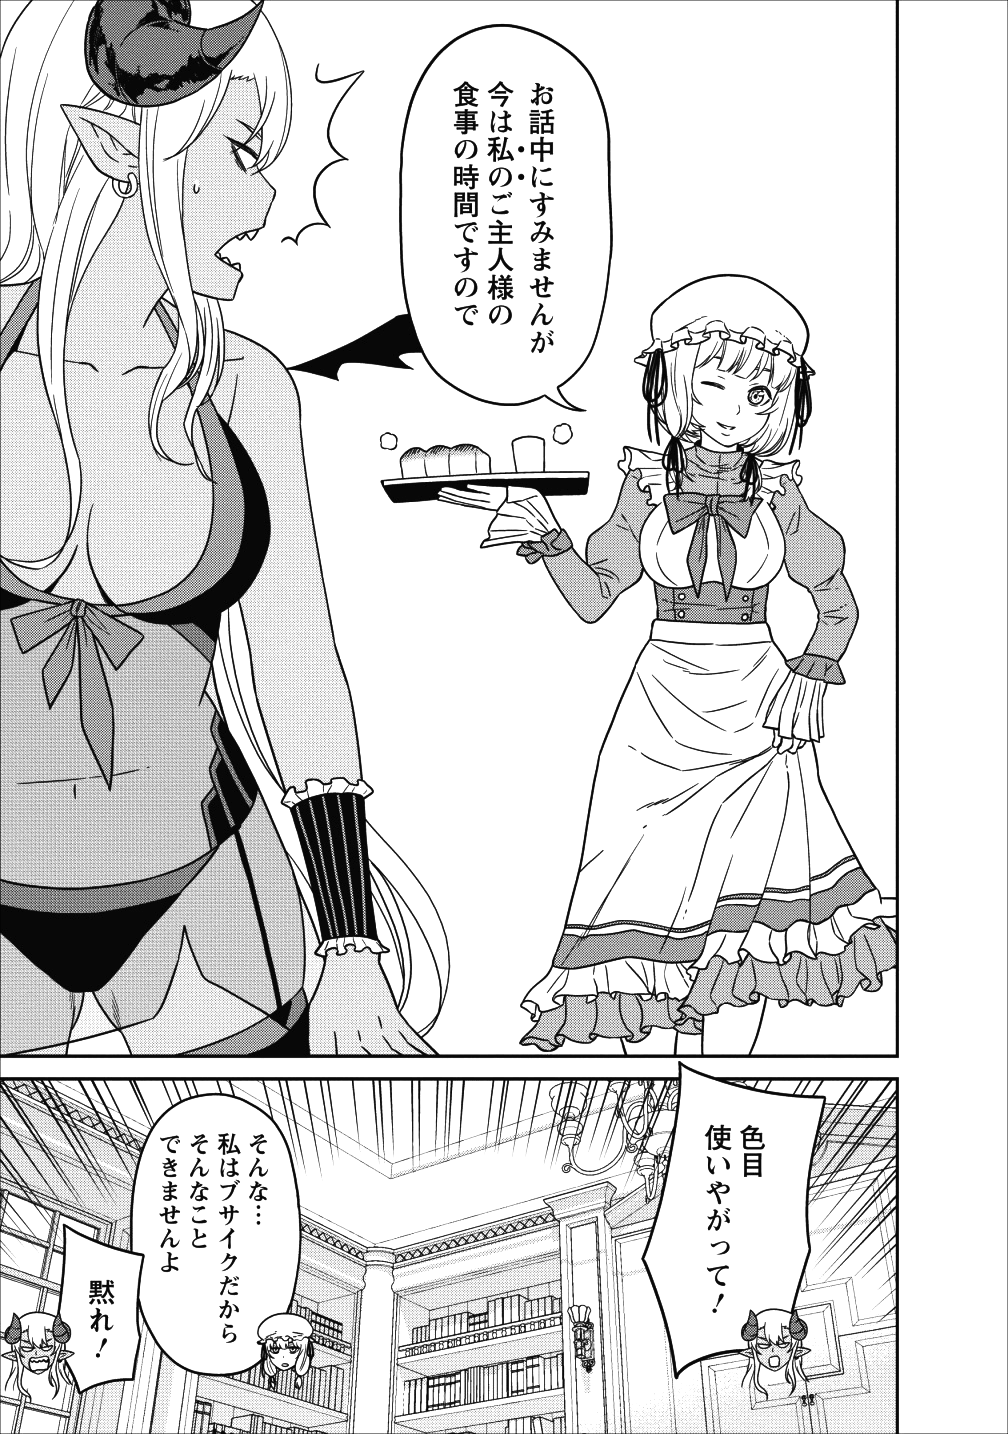 お話中にすみませんが
今は私のご主人様の
食事の時間ですので
色目
使いやがって！
そんな…
私はブサイクだから
そんなこと
できませんよ
黙れ！